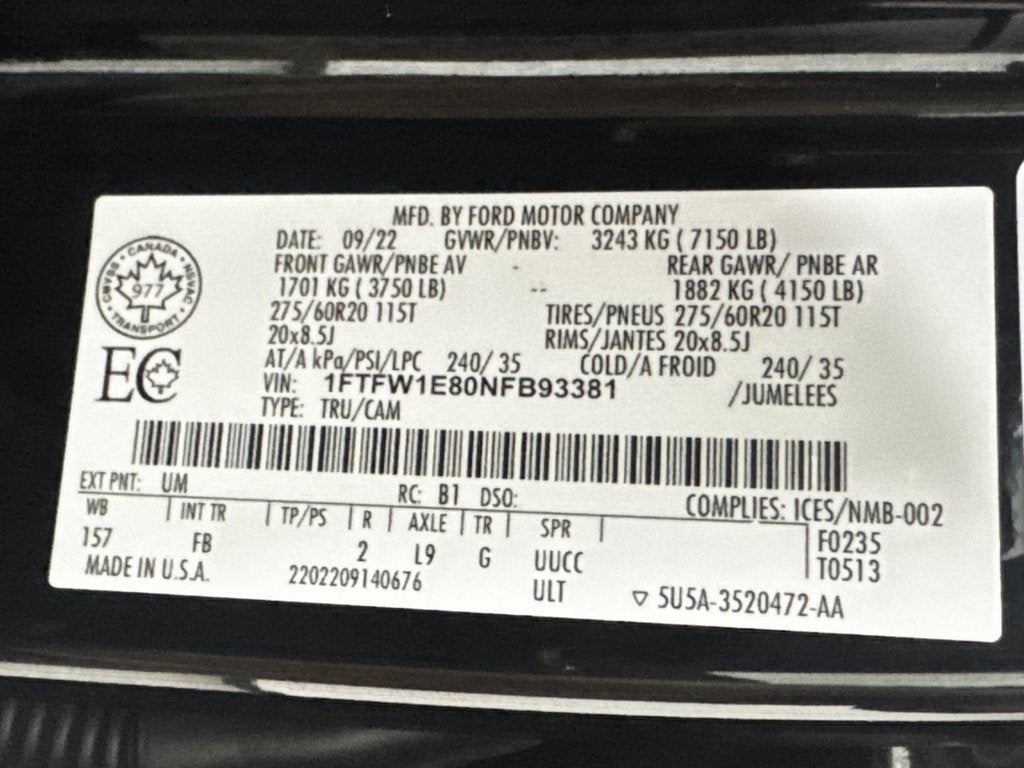 MFD. BY FORD MOTOR COMPANY
DATE: 09/22 GVWR/PNBV: 3243 KG ( 7150 LB)
FRONT GAWR/PNBE AV - REAR GAWR/ PNBE AR
1701 KG ( 3750 LB) -- 1882 KG ( 4150 LB)
275/60R20 115T TIRES/PNEUS 275/60R20 115T
20x8.5J RIMS/JANTES 20x8.5J
AT/A kPa/PSI/LPC 240/ 35 COLD/A FROID 240/ 35
VIN: 1FTFW1E80NFB93381 /JUMELEES
TYPE: TRU/CAM
CANADA
CMVSS NSVAC
977
TRANSPORT
EC
EXT PNT: UM RC: B1 DSO: COMPLIES: ICES/NMB-002
WB | INT TR | TP/PS | R | AXLE | TR | SPR | F0235
157 FB 2 L9 G UUCC T0513
MADE IN U.S.A. 2202209140676 ULT ▽ 5U5A-3520472-AA